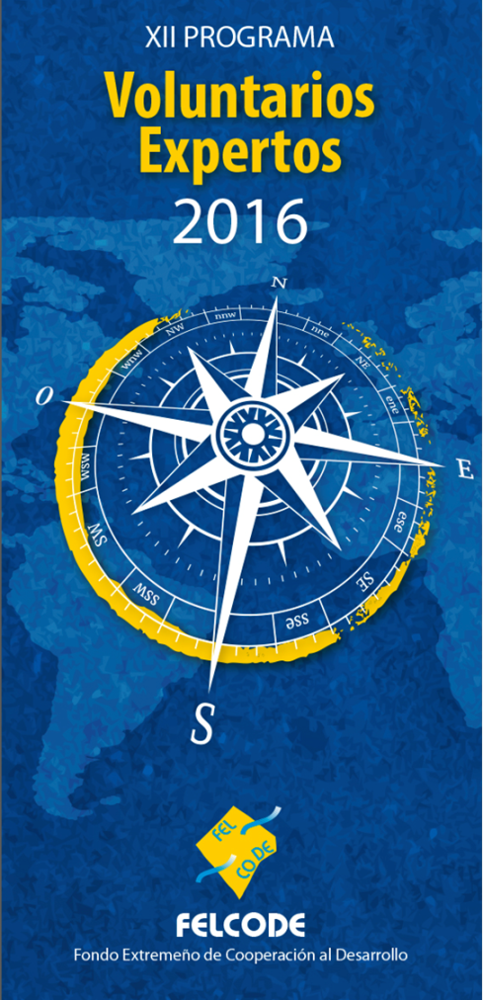 XII PROGRAMA
Voluntarios
Expertos
2016
N
nnw
nne
NW
NE
wnw
ene
O
E
wsw
ese
SW
SE
ssw
sse
S
FEL
CO DE
FELCODE
Fondo Extremeño de Cooperación al Desarrollo